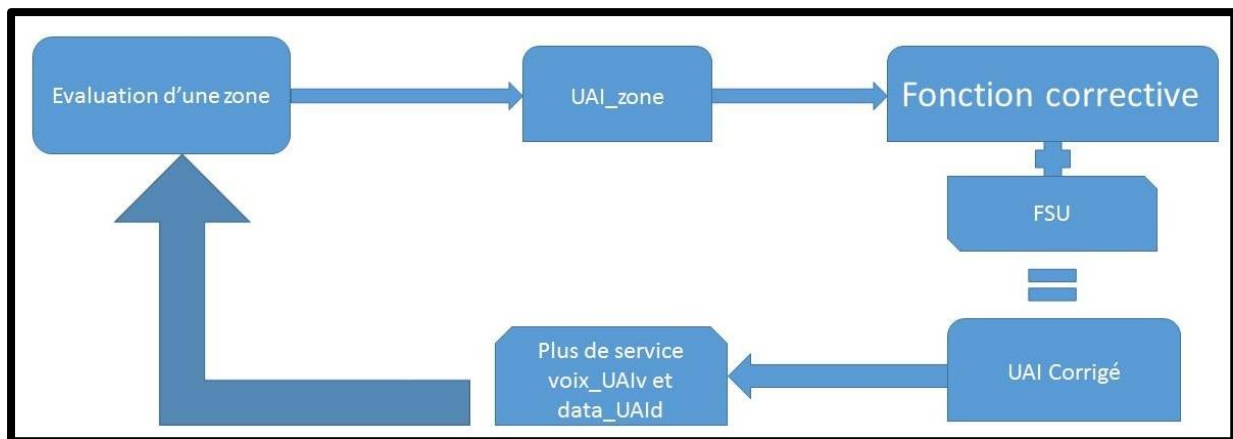 Evaluation d'une zone
UAI_zone
Fonction corrective
FSU
UAI Corrigé
Plus de service
voix_UAIv et
data_UAId